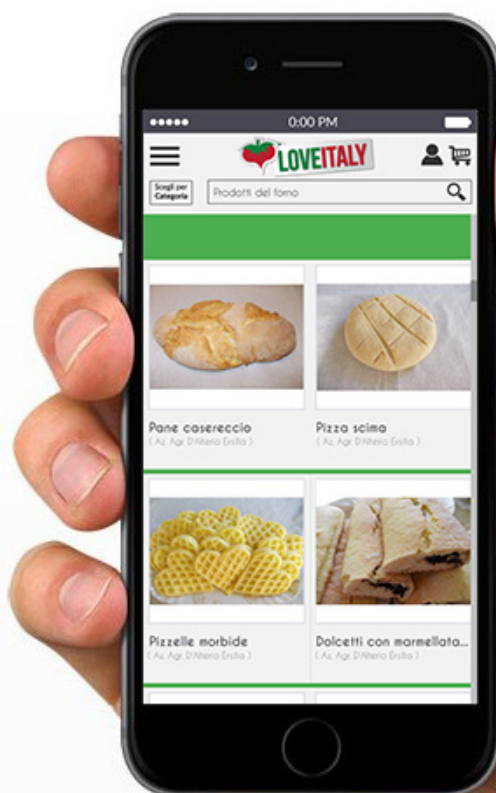 0:00 PM
LOVEITALY
Scegli per
Categoria
Prodotti del forno
Pane casereccio
( Az. Agr. D'Alterio Ersilia )
Pizza scima
( Az. Agr. D'Alterio Ersilia )
Pizzelle morbide
( Az. Agr. D'Alterio Ersilia )
Dolcetti con marmellata...
( Az. Agr. D'Alterio Ersilia )